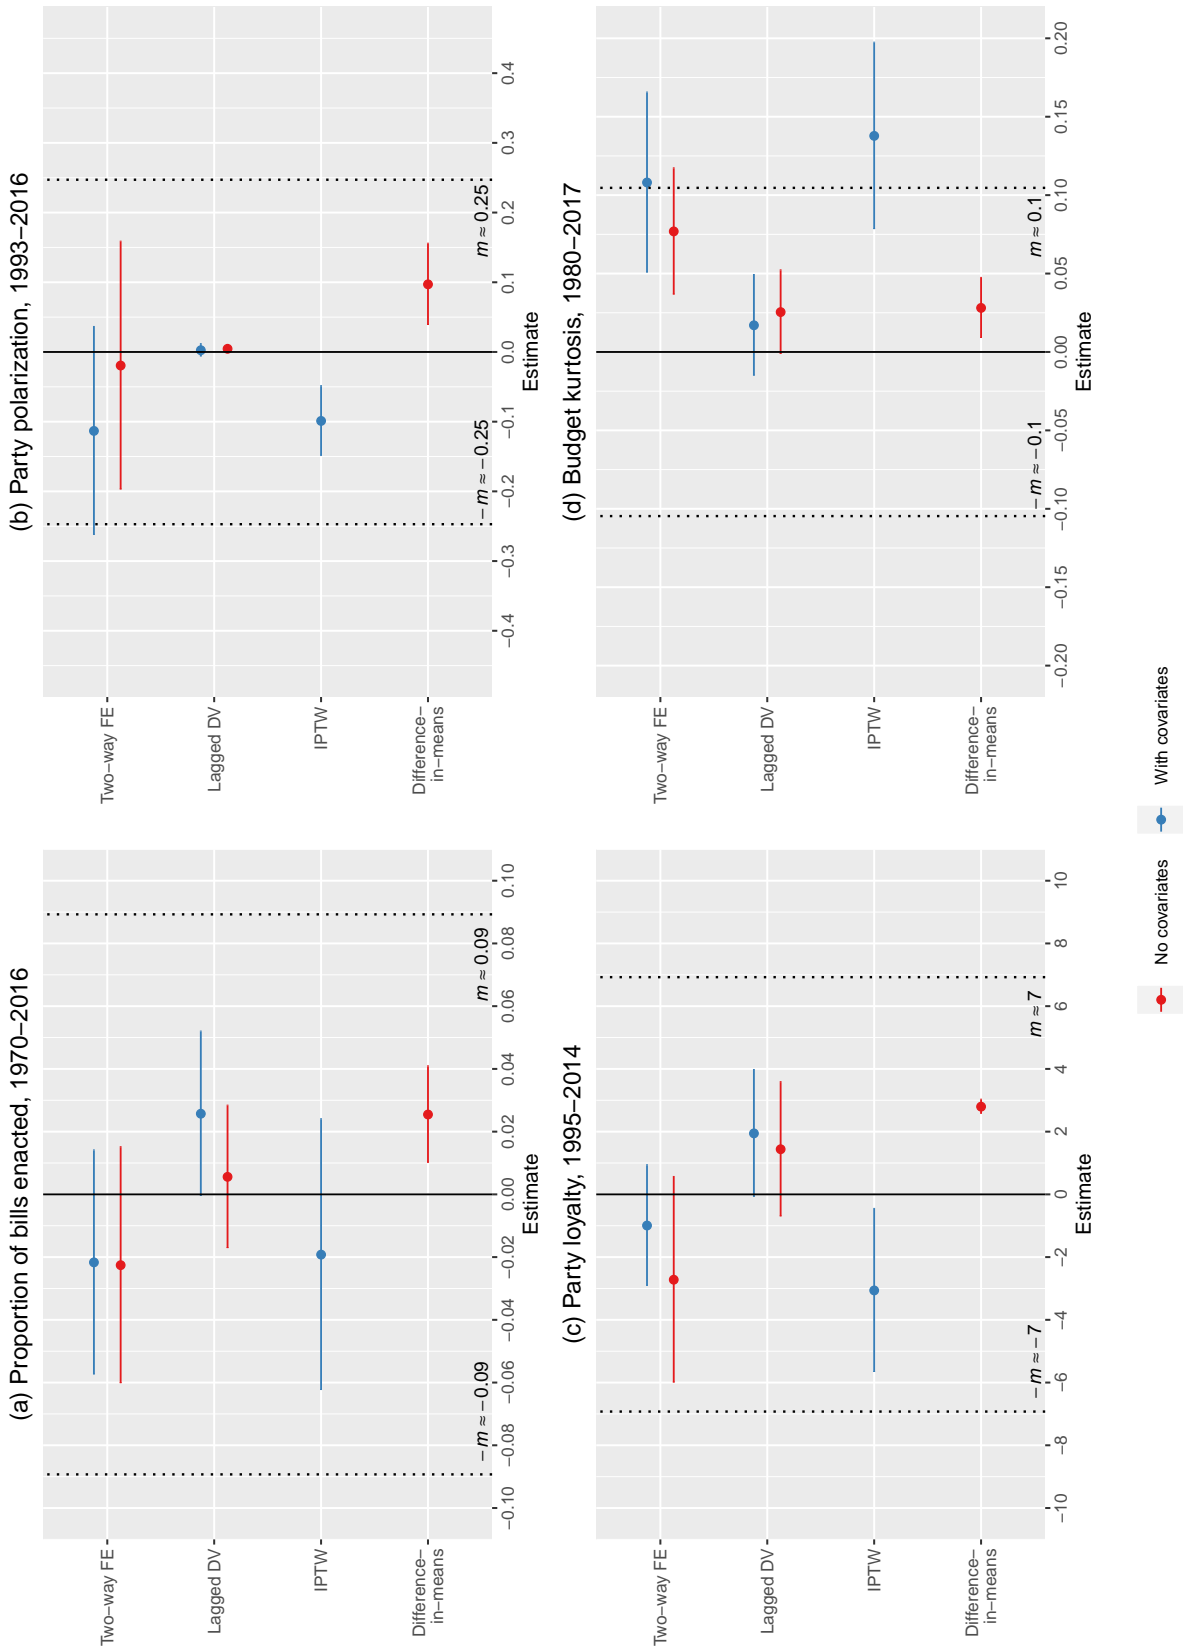 (a) Proportion of bills enacted, 1970–2016
Two−way FE
Lagged DV
IPTW
Difference−
in−means
−m ≈ −0.09
m ≈ 0.09
−0.10 −0.08 −0.06 −0.04 −0.02 0.00 0.02 0.04 0.06 0.08 0.10
Estimate
(b) Party polarization, 1993–2016
Two−way FE
Lagged DV
IPTW
Difference−
in−means
−m ≈ −0.25
m ≈ 0.25
−0.4 −0.3 −0.2 −0.1 0.0 0.1 0.2 0.3 0.4
Estimate
(c) Party loyalty, 1995–2014
Two−way FE
Lagged DV
IPTW
Difference−
in−means
−m ≈ −7
m ≈ 7
−10 −8 −6 −4 −2 0 2 4 6 8 10
Estimate
(d) Budget kurtosis, 1980–2017
Two−way FE
Lagged DV
IPTW
Difference−
in−means
−m ≈ −0.1
m ≈ 0.1
−0.20 −0.15 −0.10 −0.05 0.00 0.05 0.10 0.15 0.20
Estimate
No covariates With covariates